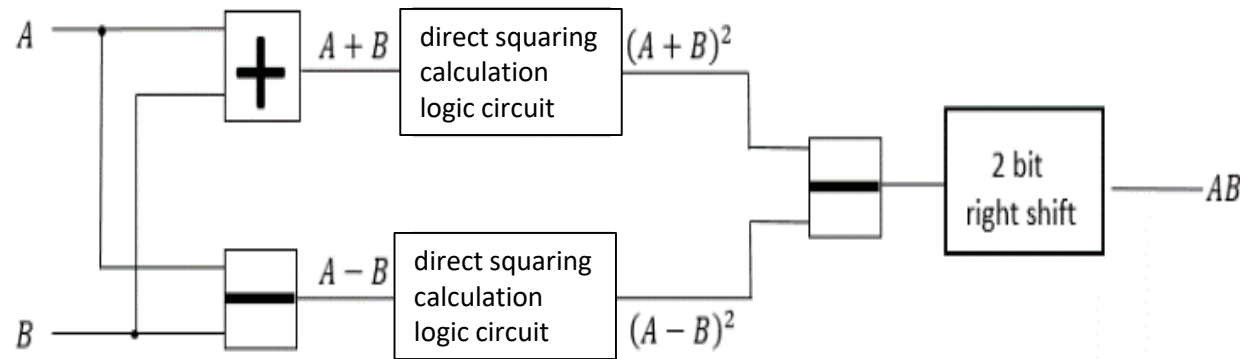 A
B
+
A + B
direct squaring
calculation
logic circuit
(A + B)²
−
A − B
direct squaring
calculation
logic circuit
(A − B)²
−
2 bit
right shift
AB